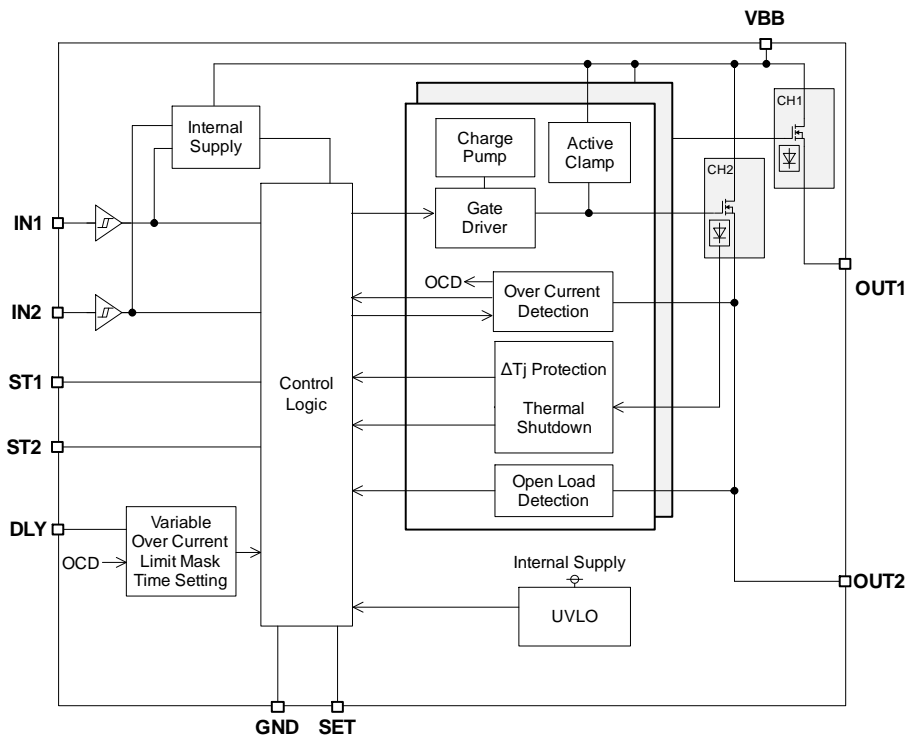 VBB
CH1
Internal
Supply
Charge
Pump
Active
Clamp
CH2
IN1
Gate
Driver
OUT1
OCD
Over Current
Detection
IN2
Control
Logic
ΔTj Protection
Thermal
Shutdown
ST1
ST2
Open Load
Detection
DLY
Variable
Over Current
Limit Mask
Time Setting
OCD
Internal Supply
UVLO
OUT2
GND
SET